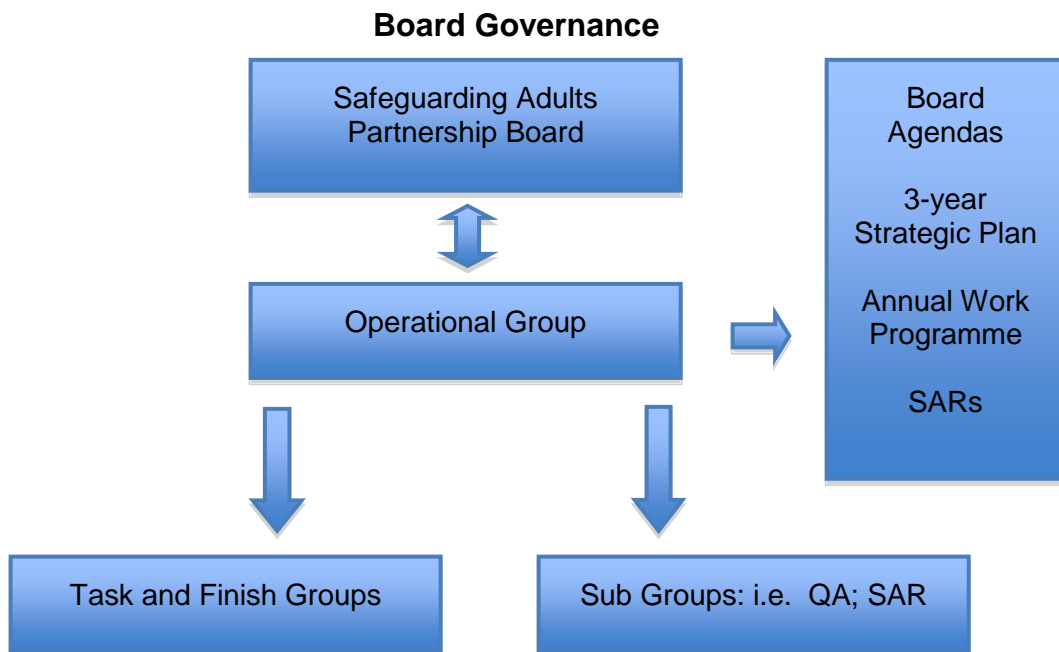 Board Governance
Safeguarding Adults
Partnership Board
Board
Agendas
3-year
Strategic Plan
Annual Work
Programme
SARs
Operational Group
Task and Finish Groups
Sub Groups: i.e.  QA; SAR